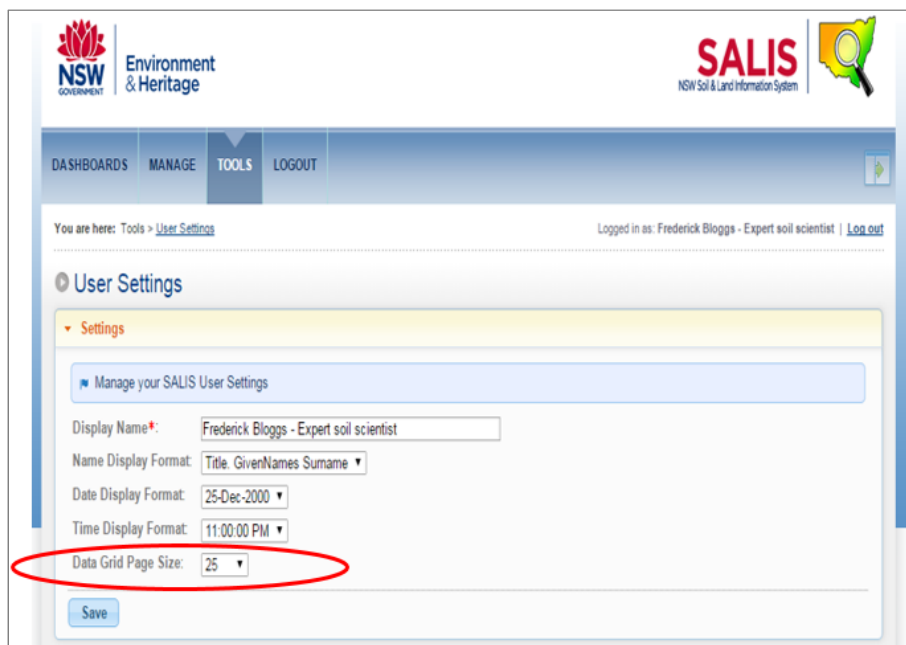 NSW
GOVERNMENT
Environment
& Heritage
SALIS
NSW Soil & Land Information System
DASHBOARDS MANAGE TOOLS LOGOUT
You are here: Tools > User Settings
Logged in as: Frederick Bloggs - Expert soil scientist | Log out
User Settings
Settings
Manage your SALIS User Settings
Display Name*: Frederick Bloggs - Expert soil scientist
Name Display Format: Title. GivenNames Surname
Date Display Format: 25-Dec-2000
Time Display Format: 11:00:00 PM
Data Grid Page Size: 25
Save